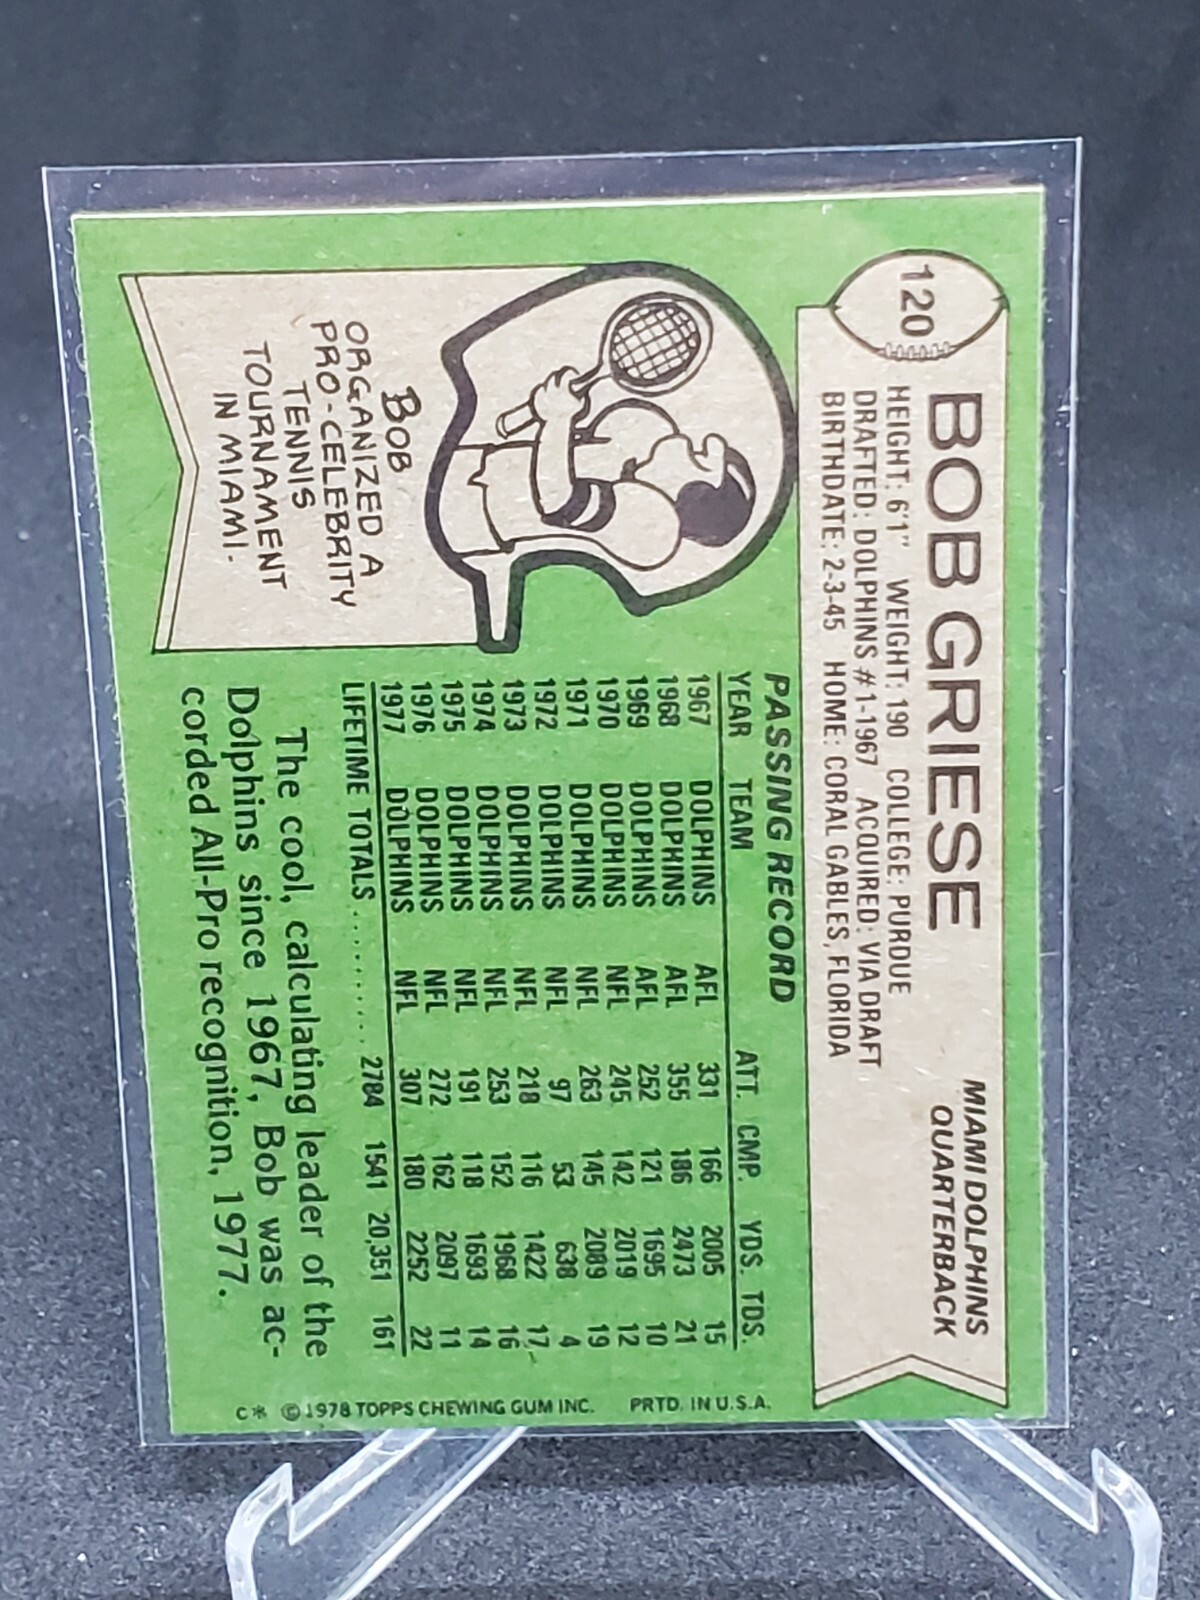 120
BOB GRIESE
MIAMI DOLPHINS
QUARTERBACK
HEIGHT: 6'1" WEIGHT: 190 COLLEGE: PURDUE
DRAFTED: DOLPHINS #1-1967 ACQUIRED: VIA DRAFT
BIRTHDATE: 2-3-45 HOME: CORAL GABLES, FLORIDA
BOB
ORGANIZED A
PRO-CELEBRITY
TENNIS
TOURNAMENT
IN MIAMI.
PASSING RECORD
YEAR TEAM ATT. CMP. YDS. TDS.
1967 DOLPHINS AFL 331 166 2005 15
1968 DOLPHINS AFL 355 186 2473 21
1969 DOLPHINS AFL 252 121 1695 10
1970 DOLPHINS NFL 245 142 2019 12
1971 DOLPHINS NFL 263 145 2089 19
1972 DOLPHINS NFL 97 53 638 4
1973 DOLPHINS NFL 218 116 1422 17
1974 DOLPHINS NFL 253 152 1968 16
1975 DOLPHINS NFL 191 118 1693 14
1976 DOLPHINS NFL 272 162 2097 11
1977 DOLPHINS NFL 307 180 2252 22
LIFETIME TOTALS .......... 2784 1541 20,351 161
The cool, calculating leader of the
Dolphins since 1967, Bob was ac-
corded All-Pro recognition, 1977.
C* © 1978 TOPPS CHEWING GUM INC. PRTD. IN U.S.A.